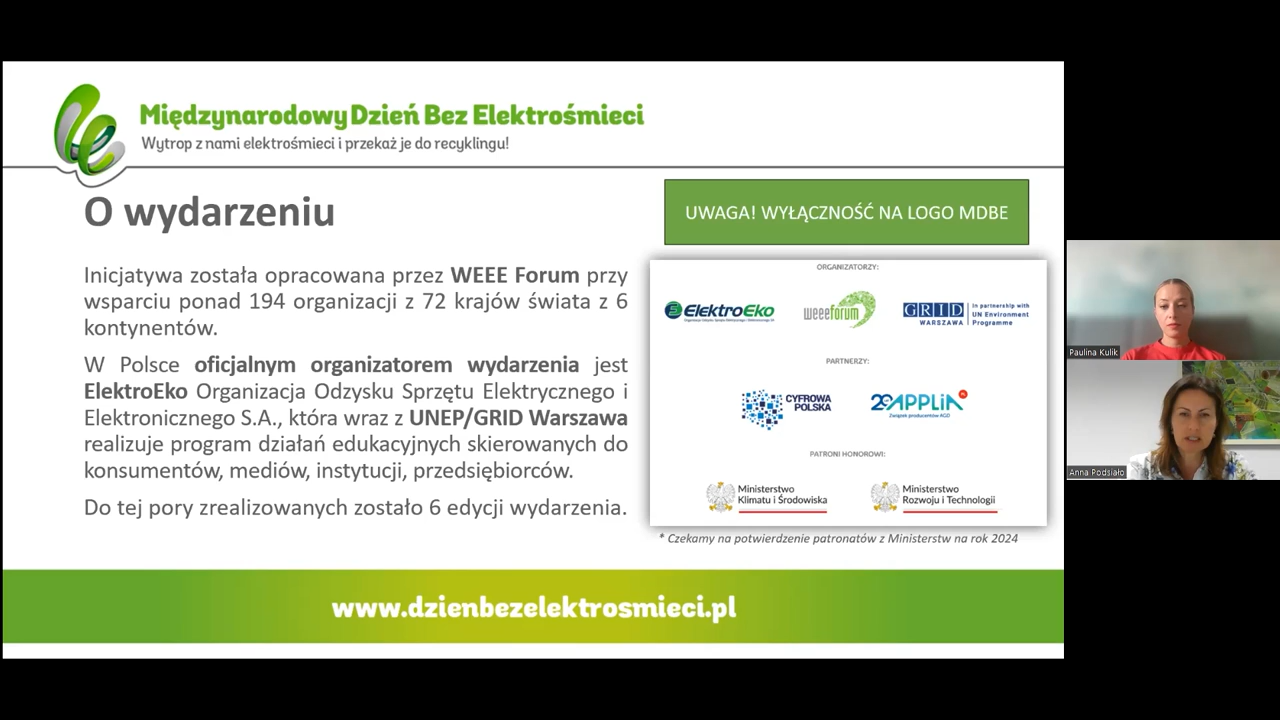 Międzynarodowy Dzień Bez Elektrośmieci
Wytrop z nami elektrośmieci i przekaż je do recyklingu!
O wydarzeniu
Inicjatywa została opracowana przez WEEE Forum przy
wsparciu ponad 194 organizacji z 72 krajów świata z 6
kontynentów.
W Polsce oficjalnym organizatorem wydarzenia jest
ElektroEko Organizacja Odzysku Sprzętu Elektrycznego i
Elektronicznego S.A., która wraz z UNEP/GRID Warszawa
realizuje program działań edukacyjnych skierowanych do
konsumentów, mediów, instytucji, przedsiębiorców.
Do tej pory zrealizowanych zostało 6 edycji wydarzenia.
UWAGA! WYŁĄCZNOŚĆ NA LOGO MDBE
ORGANIZATORZY:
ElektroEko
weeeforum
GRID
WARSZAWA
In partnership with
UN Environment
Programme
PARTNERZY:
CYFROWA
POLSKA
20 APPLiA PL
Związek producentów AGD
PATRONI HONOROWI:
Ministerstwo
Klimatu i Środowiska
Ministerstwo
Rozwoju i Technologii
* Czekamy na potwierdzenie patronatów z Ministerstw na rok 2024
www.dzienbezelektrosmieci.pl
Paulina Kulik
Anna Podsiało